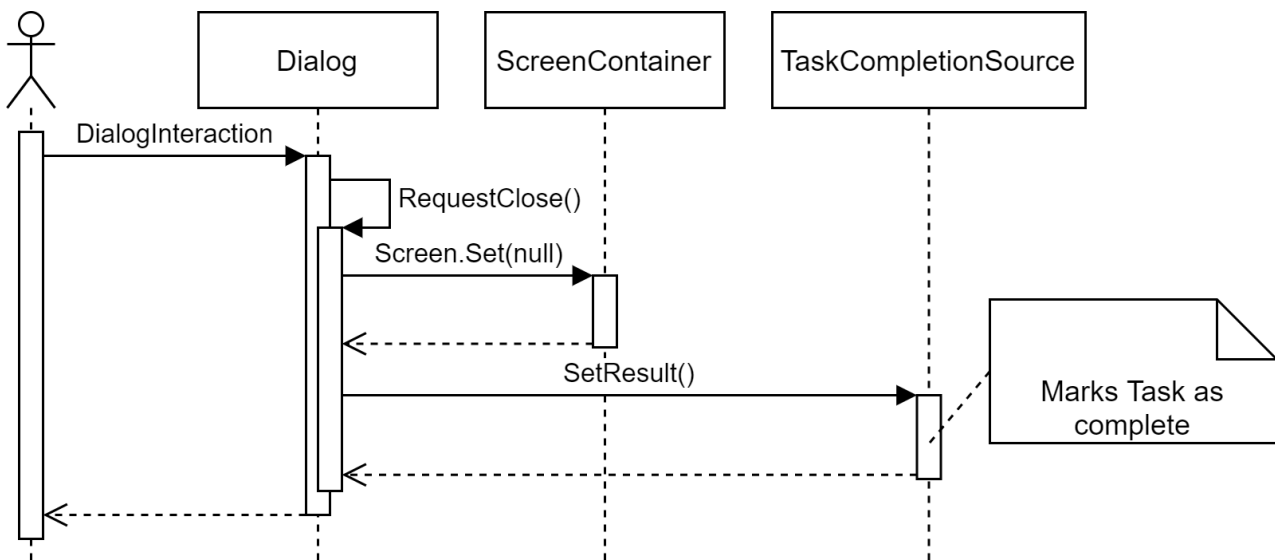 Dialog
ScreenContainer
TaskCompletionSource
DialogInteraction
RequestClose()
Screen.Set(null)
SetResult()
Marks Task as
complete